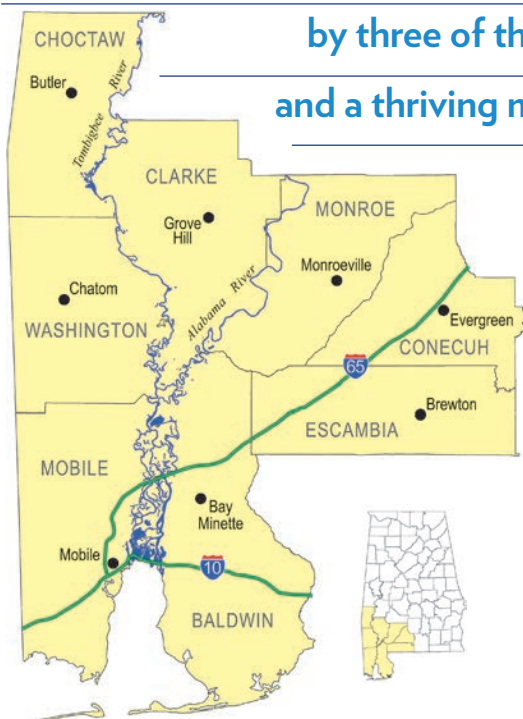 by three of th
and a thriving n
CHOCTAW
Butler
Tombigbee River
CLARKE
Grove
Hill
MONROE
Monroeville
Chatom
WASHINGTON
Alabama River
Evergreen
CONECUH
65
Brewton
ESCAMBIA
MOBILE
Bay
Minette
Mobile
10
BALDWIN